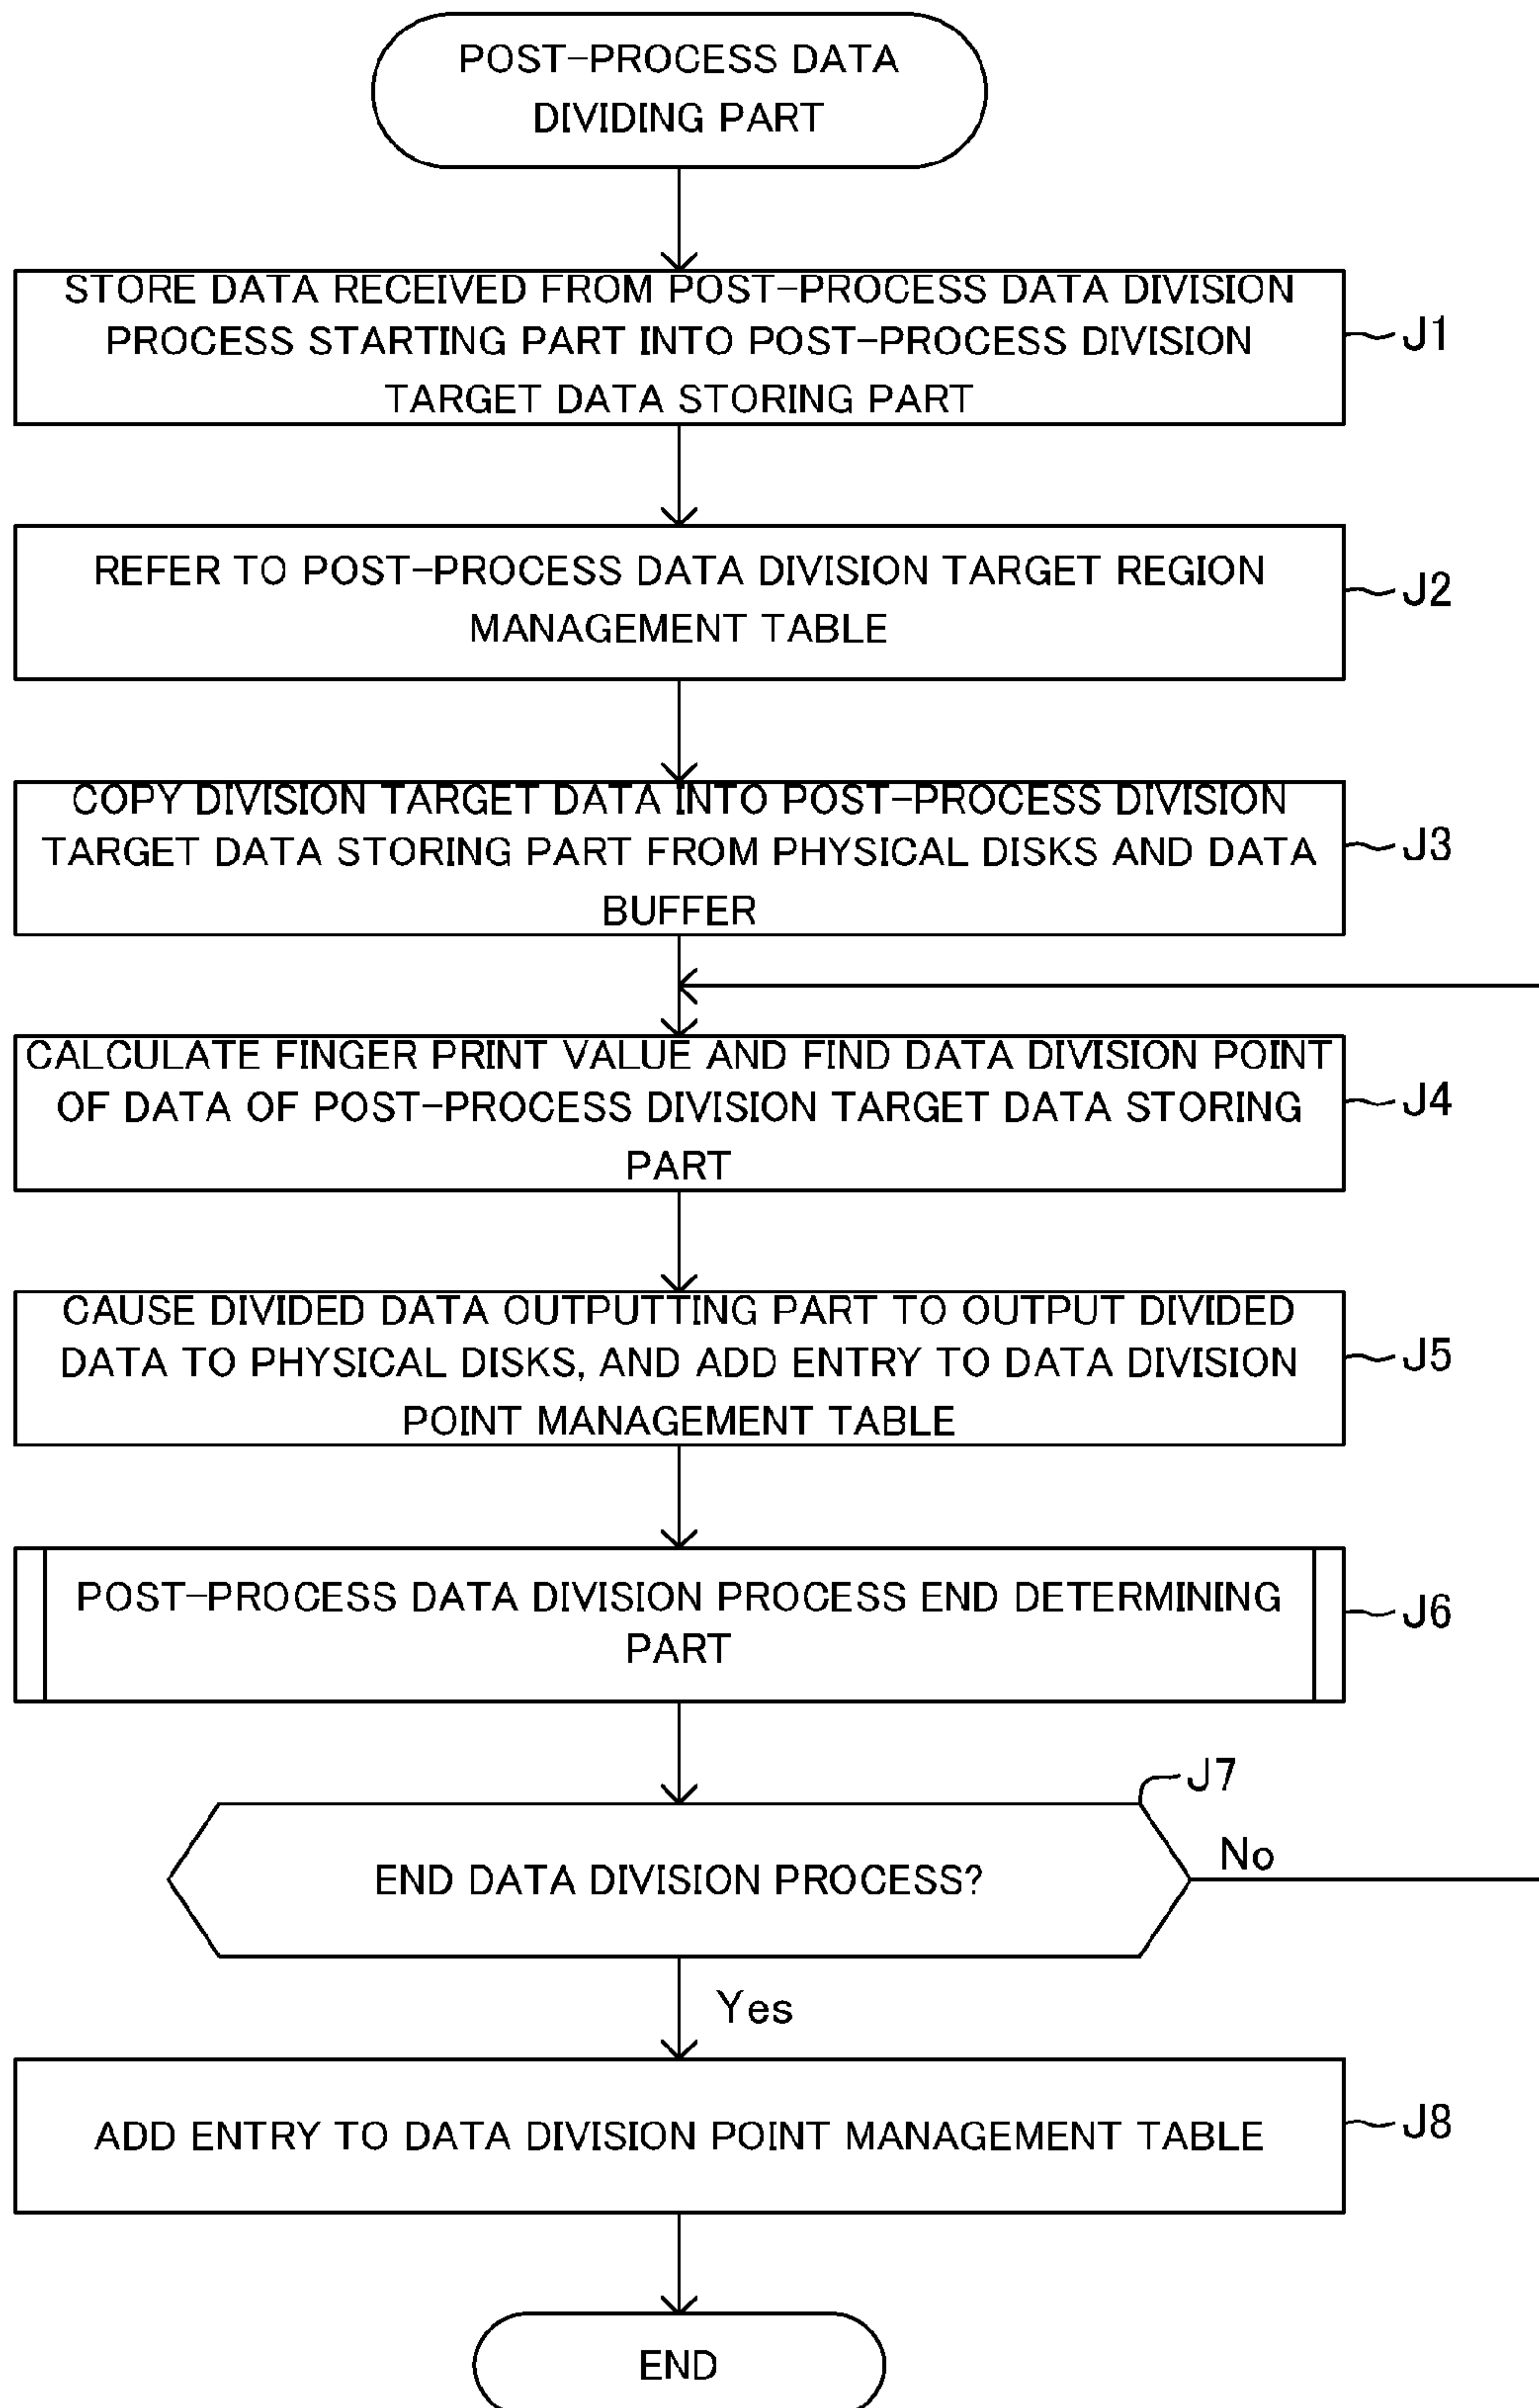 POST-PROCESS DATA
DIVIDING PART
STORE DATA RECEIVED FROM POST-PROCESS DATA DIVISION
PROCESS STARTING PART INTO POST-PROCESS DIVISION
TARGET DATA STORING PART
J1
REFER TO POST-PROCESS DATA DIVISION TARGET REGION
MANAGEMENT TABLE
J2
COPY DIVISION TARGET DATA INTO POST-PROCESS DIVISION
TARGET DATA STORING PART FROM PHYSICAL DISKS AND DATA
BUFFER
J3
CALCULATE FINGER PRINT VALUE AND FIND DATA DIVISION POINT
OF DATA OF POST-PROCESS DIVISION TARGET DATA STORING
PART
J4
CAUSE DIVIDED DATA OUTPUTTING PART TO OUTPUT DIVIDED
DATA TO PHYSICAL DISKS, AND ADD ENTRY TO DATA DIVISION
POINT MANAGEMENT TABLE
J5
POST-PROCESS DATA DIVISION PROCESS END DETERMINING
PART
J6
J7
END DATA DIVISION PROCESS?
No
Yes
ADD ENTRY TO DATA DIVISION POINT MANAGEMENT TABLE
J8
END